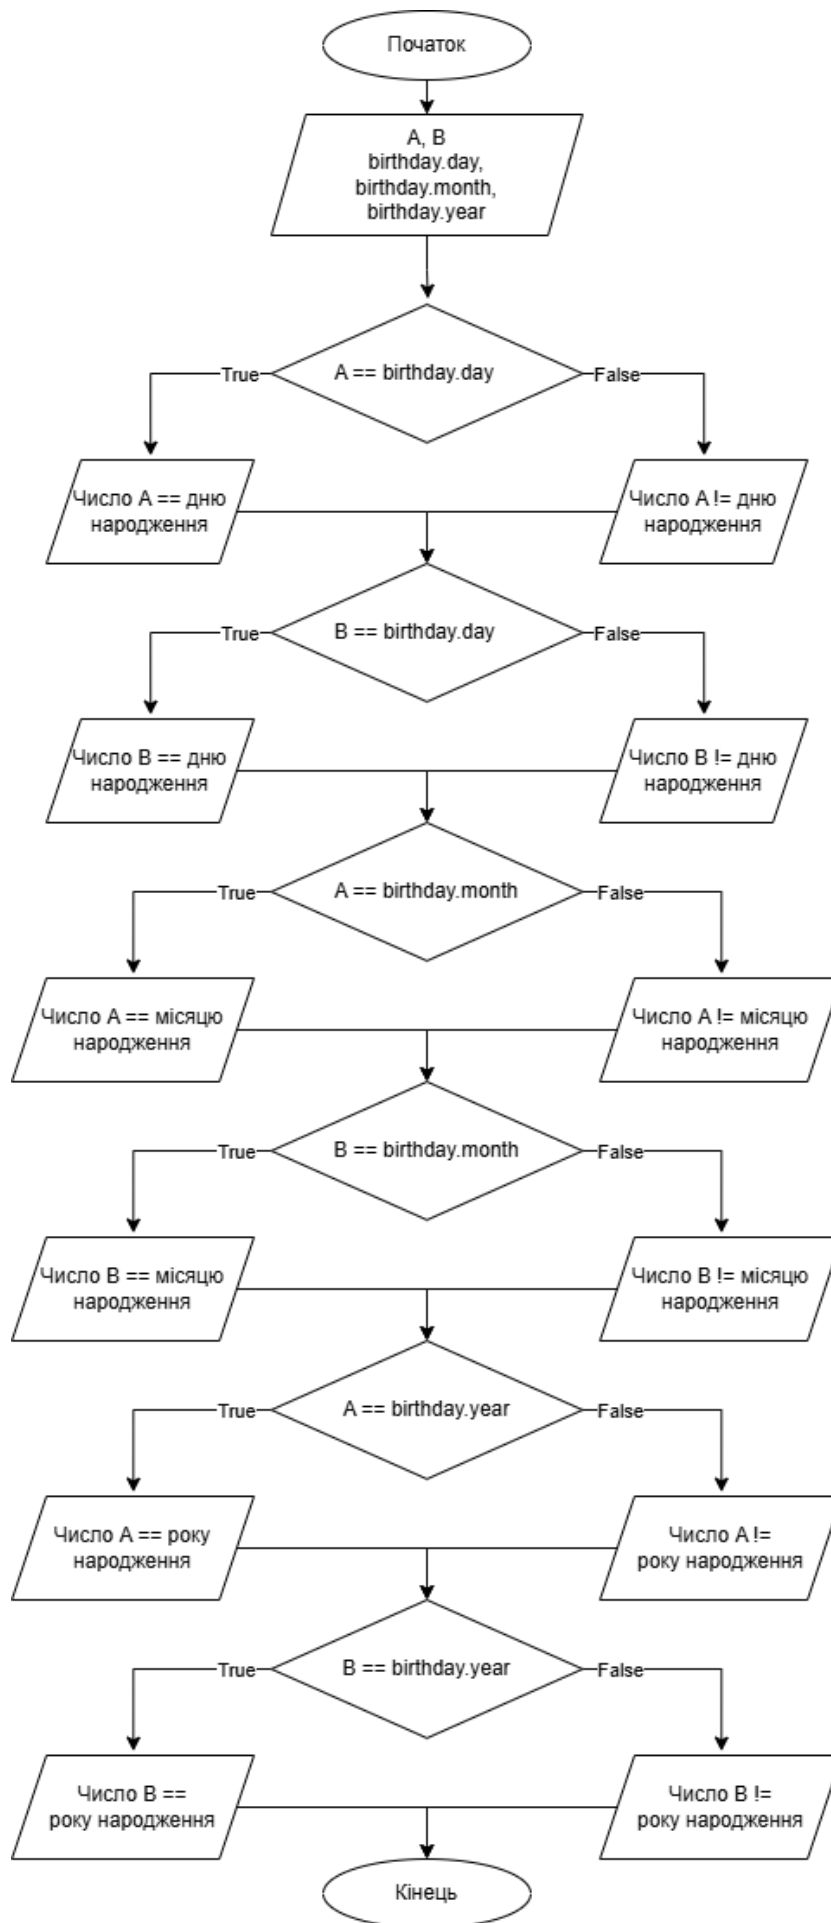 Початок
A, B
birthday.day,
birthday.month,
birthday.year
A == birthday.day
True
False
Число A == дню
народження
Число A != дню
народження
B == birthday.day
True
False
Число B == дню
народження
Число B != дню
народження
A == birthday.month
True
False
Число A == місяцю
народження
Число A != місяцю
народження
B == birthday.month
True
False
Число B == місяцю
народження
Число B != місяцю
народження
A == birthday.year
True
False
Число A == року
народження
Число A !=
року народження
B == birthday.year
True
False
Число B ==
року народження
Число B !=
року народження
Кінець